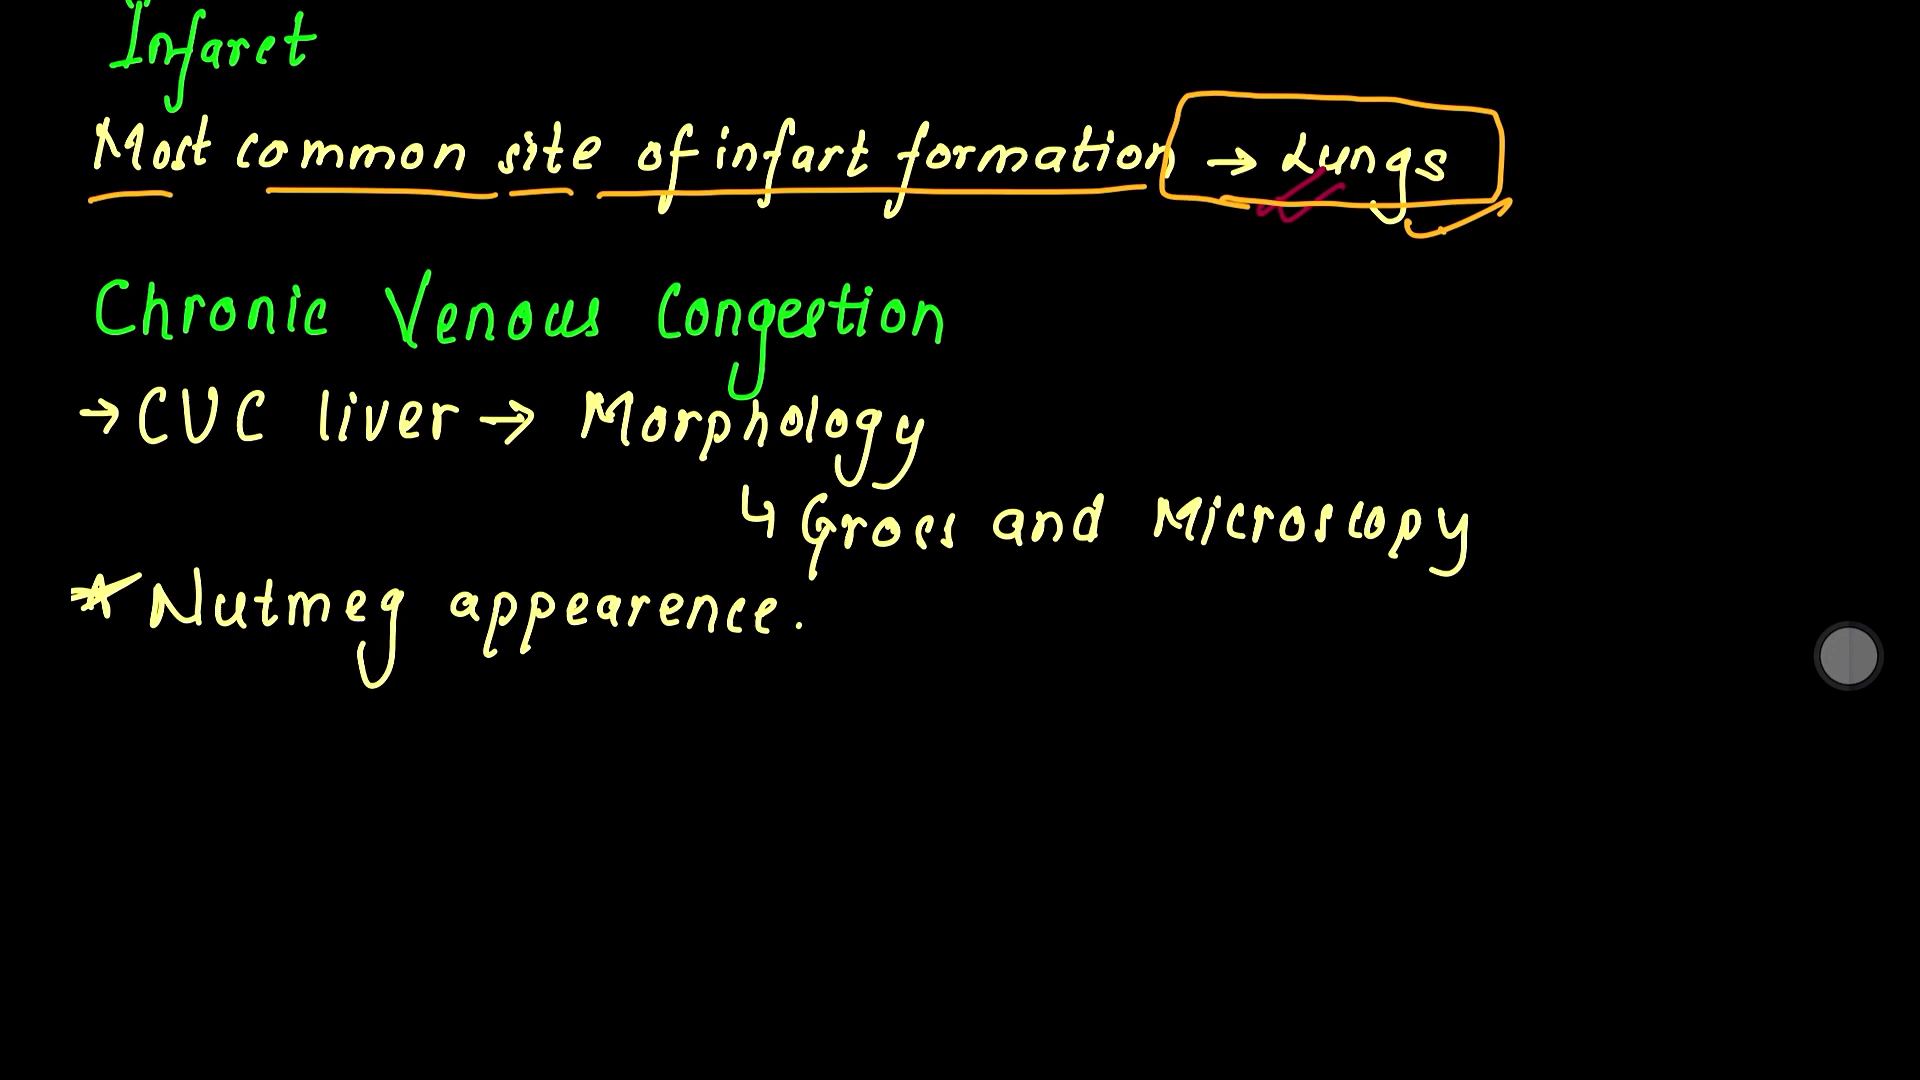 Infarct
Most common site of infart formation → Lungs
Chronic Venous Congestion
→ CVC liver → Morphology
↳ Gross and Microscopy
* Nutmeg appearence.